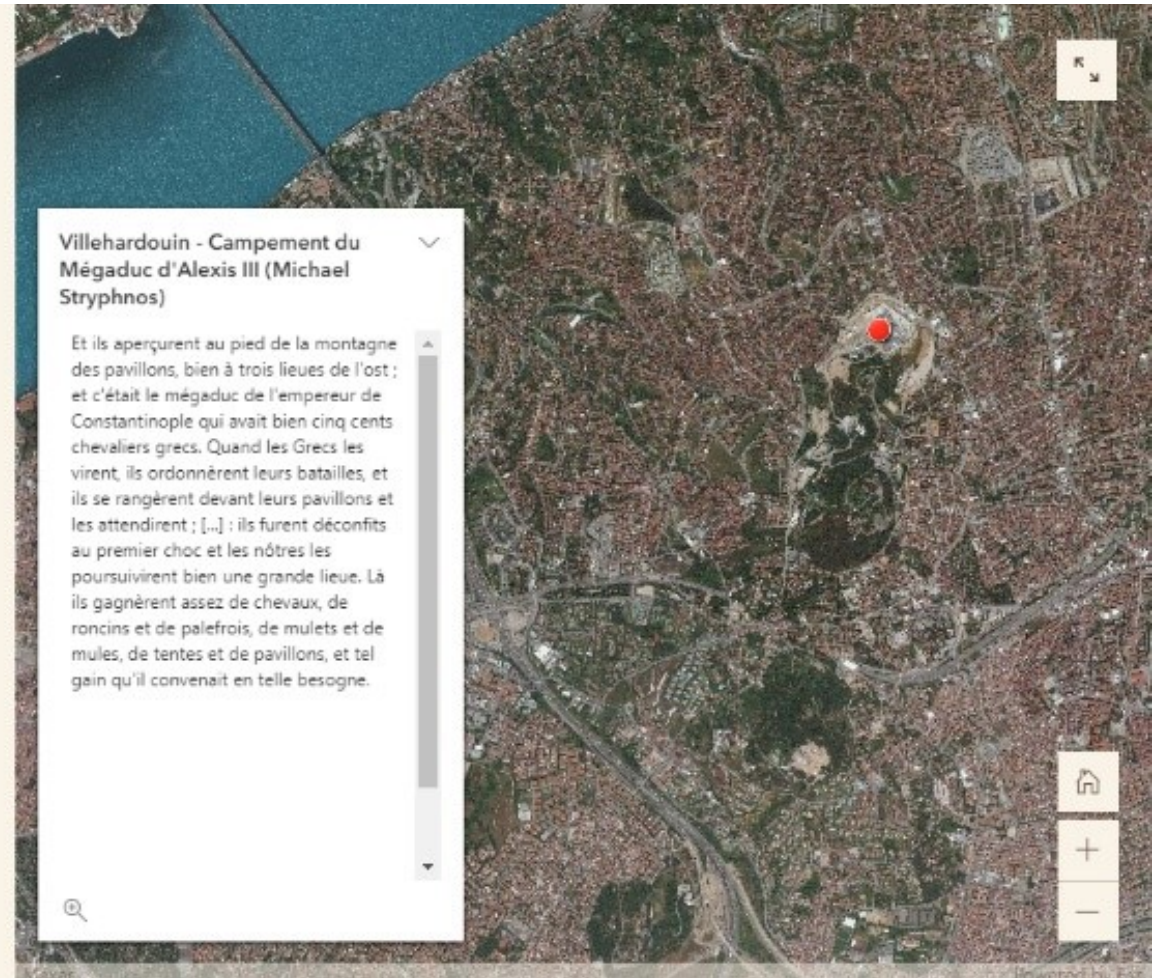 Villehardouin - Campement du
Mégaduc d'Alexis III (Michael
Stryphnos)
Et ils aperçurent au pied de la montagne
des pavillons, bien à trois lieues de l'ost ;
et c'était le mégaduc de l'empereur de
Constantinople qui avait bien cinq cents
chevaliers grecs. Quand les Grecs les
virent, ils ordonnèrent leurs batailles, et
ils se rangèrent devant leurs pavillons et
les attendirent ; [...] : ils furent déconfits
au premier choc et les nôtres les
poursuivirent bien une grande lieue. Là
ils gagnèrent assez de chevaux, de
roncins et de palefrois, de mulets et de
mules, de tentes et de pavillons, et tel
gain qu'il convenait en telle besogne.